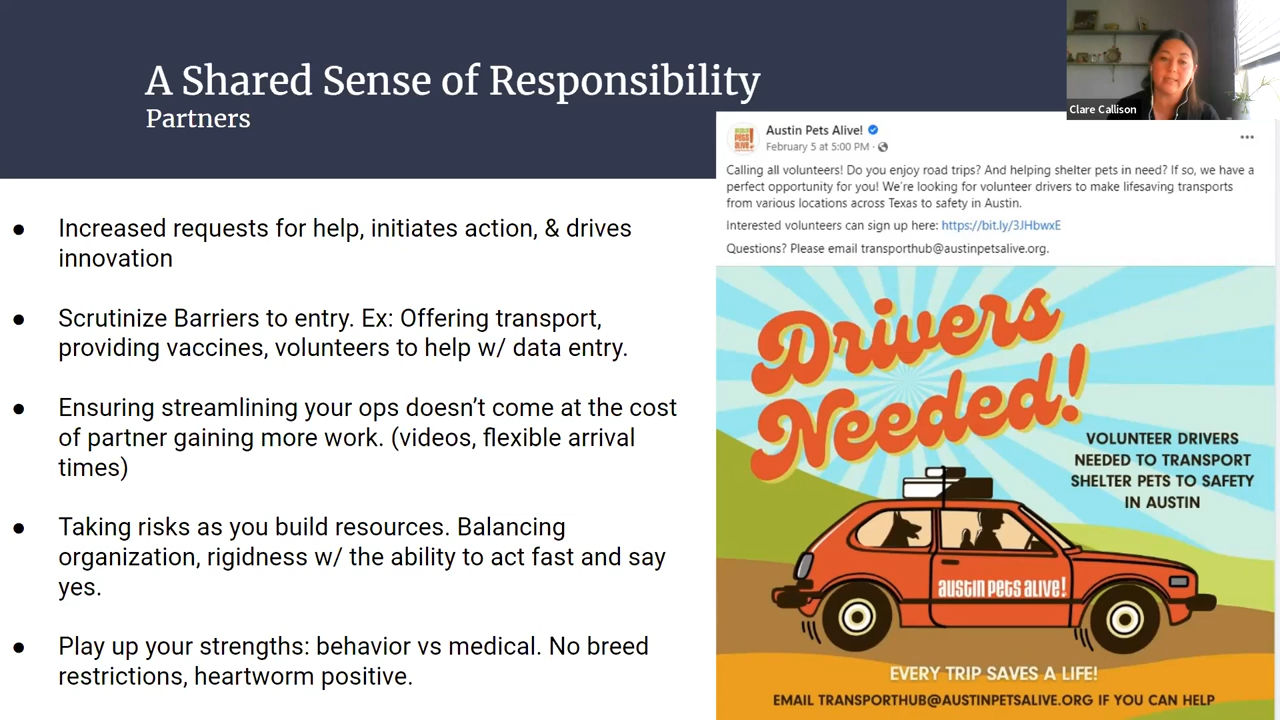 A Shared Sense of Responsibility
Partners
Clare Callison
● Increased requests for help, initiates action, & drives
innovation
● Scrutinize Barriers to entry. Ex: Offering transport,
providing vaccines, volunteers to help w/ data entry.
● Ensuring streamlining your ops doesn’t come at the cost
of partner gaining more work. (videos, flexible arrival
times)
● Taking risks as you build resources. Balancing
organization, rigidness w/ the ability to act fast and say
yes.
● Play up your strengths: behavior vs medical. No breed
restrictions, heartworm positive.
Austin Pets Alive!
February 5 at 5:00 PM ·
Calling all volunteers! Do you enjoy road trips? And helping shelter pets in need? If so, we have a
perfect opportunity for you! We're looking for volunteer drivers to make lifesaving transports
from various locations across Texas to safety in Austin.
Interested volunteers can sign up here: https://bit.ly/3JHbwxE
Questions? Please email transporthub@austinpetsalive.org.
Drivers
Needed!
VOLUNTEER DRIVERS
NEEDED TO TRANSPORT
SHELTER PETS TO SAFETY
IN AUSTIN
austin pets alive!
EVERY TRIP SAVES A LIFE!
EMAIL TRANSPORTHUB@AUSTINPETSALIVE.ORG IF YOU CAN HELP